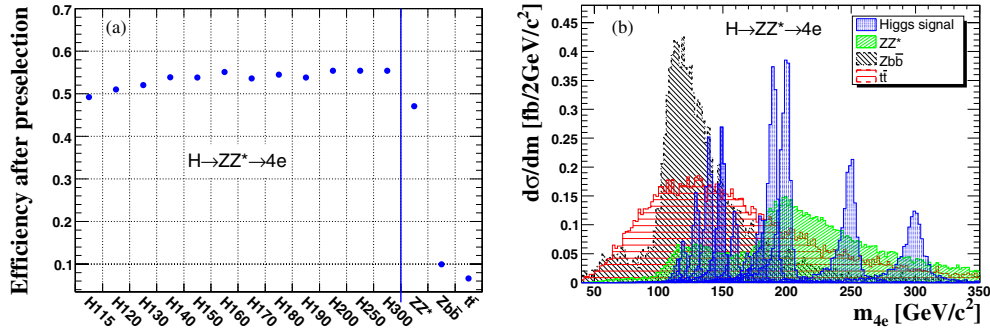 (a)
Efficiency after preselection
0.7
0.6
0.5
0.4
0.3
0.2
0.1
H→ZZ*→4e
H115 H120 H130 H140 H150 H160 H170 H180 H190 H200 H250 H300 ZZ* Zbb̄ tt̄
(b)
H→ZZ*→4e
Higgs signal
ZZ*
Zbb̄
tt̄
dσ/dm [fb/2GeV/c²]
0.45
0.4
0.35
0.3
0.25
0.2
0.15
0.1
0.05
0
50 100 150 200 250 300 350
m₄ₑ [GeV/c²]